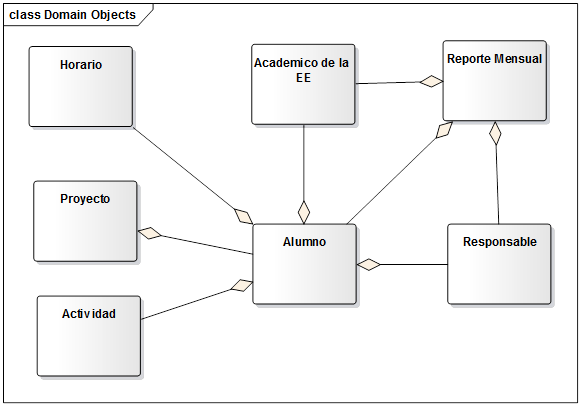 class Domain Objects
Horario
Academico de la
EE
Reporte Mensual
Proyecto
Alumno
Responsable
Actividad